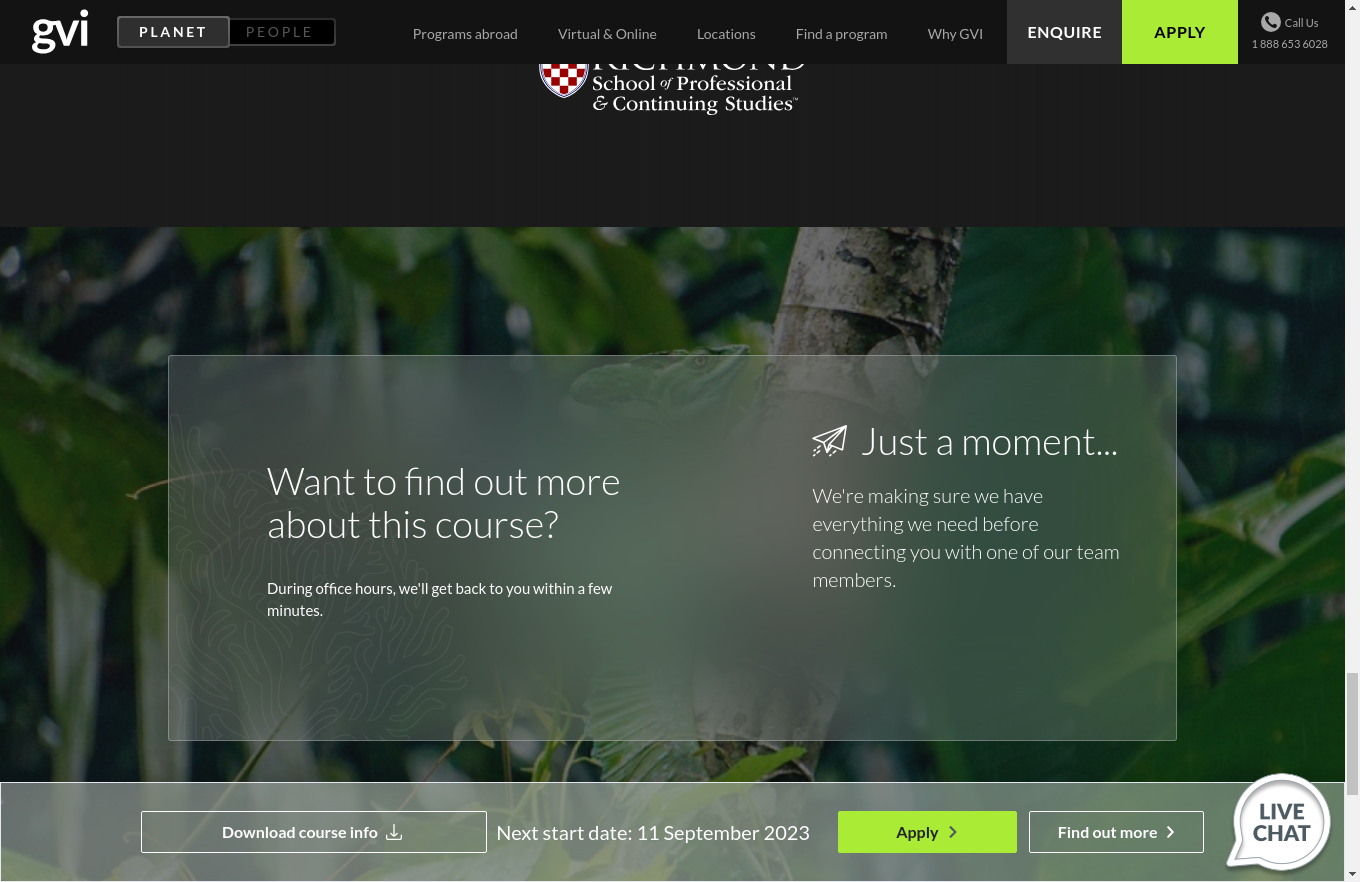 gvi
PLANET
PEOPLE
Programs abroad
Virtual & Online
Locations
Find a program
Why GVI
ENQUIRE
APPLY
Call Us
1 888 653 6028
RICHMOND
School of Professional
& Continuing Studies™
Want to find out more
about this course?
During office hours, we'll get back to you within a few
minutes.
Just a moment...
We're making sure we have
everything we need before
connecting you with one of our team
members.
Download course info
Next start date: 11 September 2023
Apply
Find out more
LIVE
CHAT